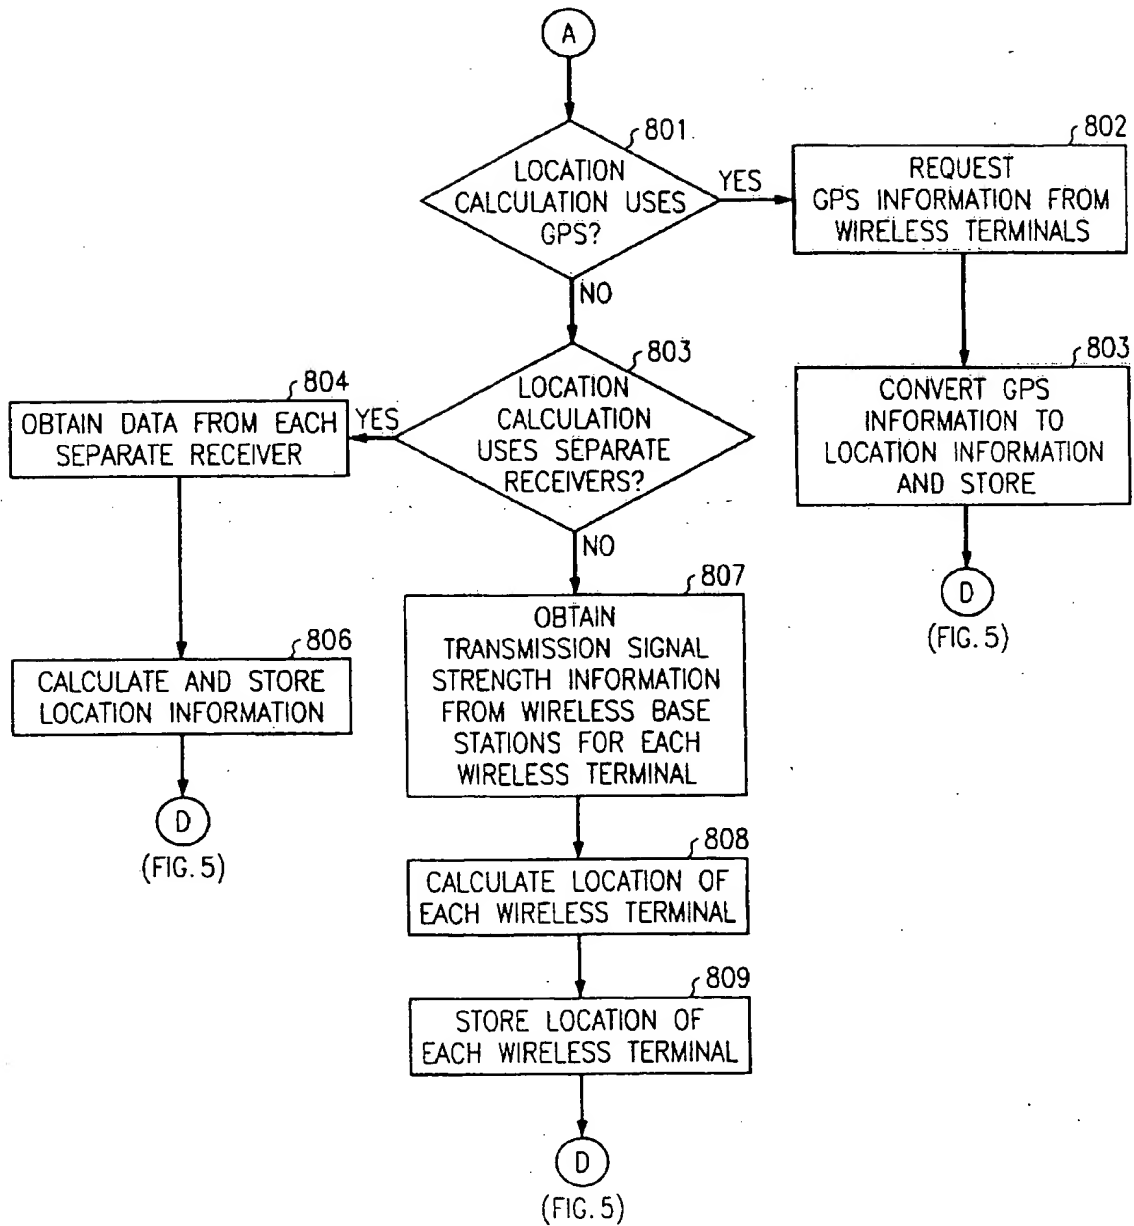 A
801
LOCATION
CALCULATION USES
GPS?
YES
NO
802
REQUEST
GPS INFORMATION FROM
WIRELESS TERMINALS
803
CONVERT GPS
INFORMATION TO
LOCATION INFORMATION
AND STORE
D
(FIG. 5)
803
LOCATION
CALCULATION
USES SEPARATE
RECEIVERS?
YES
NO
804
OBTAIN DATA FROM EACH
SEPARATE RECEIVER
806
CALCULATE AND STORE
LOCATION INFORMATION
D
(FIG. 5)
807
OBTAIN
TRANSMISSION SIGNAL
STRENGTH INFORMATION
FROM WIRELESS BASE
STATIONS FOR EACH
WIRELESS TERMINAL
808
CALCULATE LOCATION OF
EACH WIRELESS TERMINAL
809
STORE LOCATION OF
EACH WIRELESS TERMINAL
D
(FIG. 5)